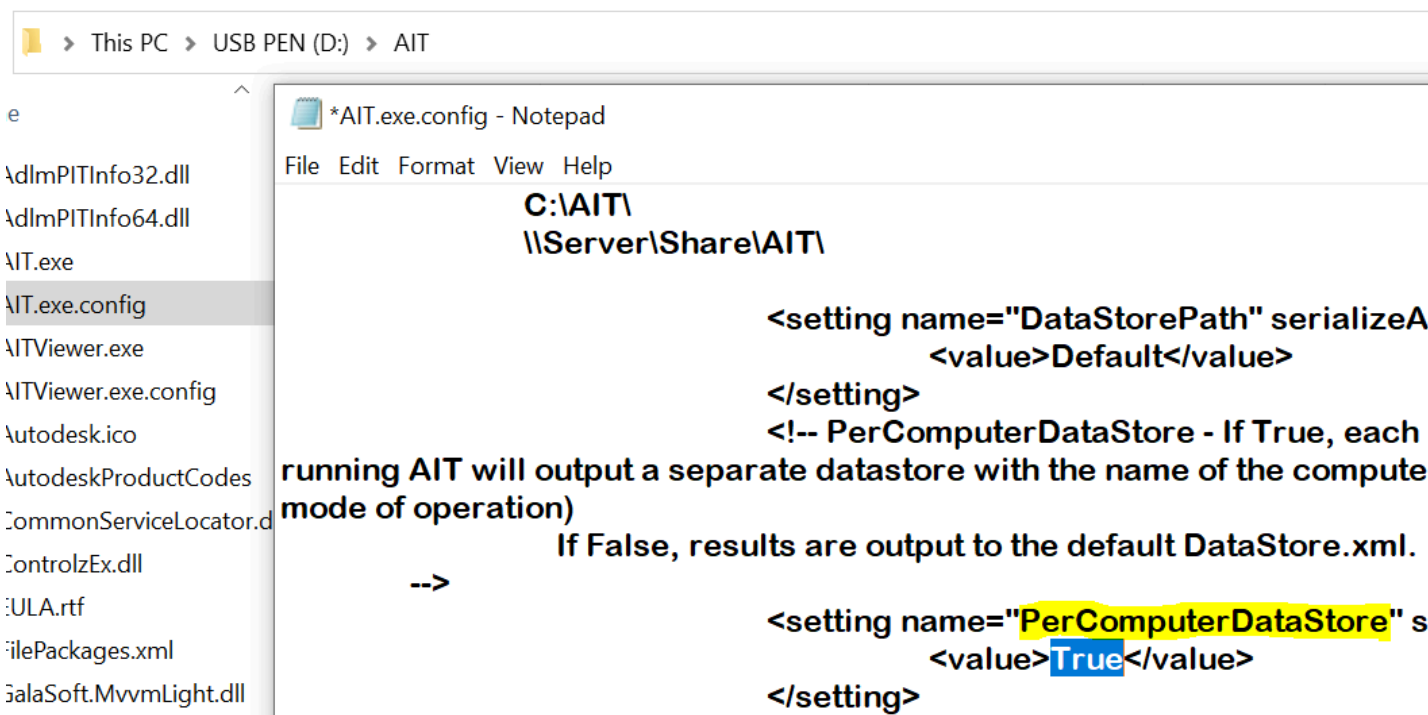 This PC > USB PEN (D:) > AIT
e
AdlmPITInfo32.dll
AdlmPITInfo64.dll
AIT.exe
AIT.exe.config
AITViewer.exe
AITViewer.exe.config
Autodesk.ico
AutodeskProductCodes
CommonServiceLocator.d
ControlzEx.dll
EULA.rtf
FilePackages.xml
GalaSoft.MvvmLight.dll
*AIT.exe.config - Notepad
File Edit Format View Help
C:\AIT\
\\Server\Share\AIT\
<setting name="DataStorePath" serializeA
<value>Default</value>
</setting>
<!-- PerComputerDataStore - If True, each
running AIT will output a separate datastore with the name of the compute
mode of operation)
If False, results are output to the default DataStore.xml.
-->
<setting name="PerComputerDataStore" s
<value>True</value>
</setting>